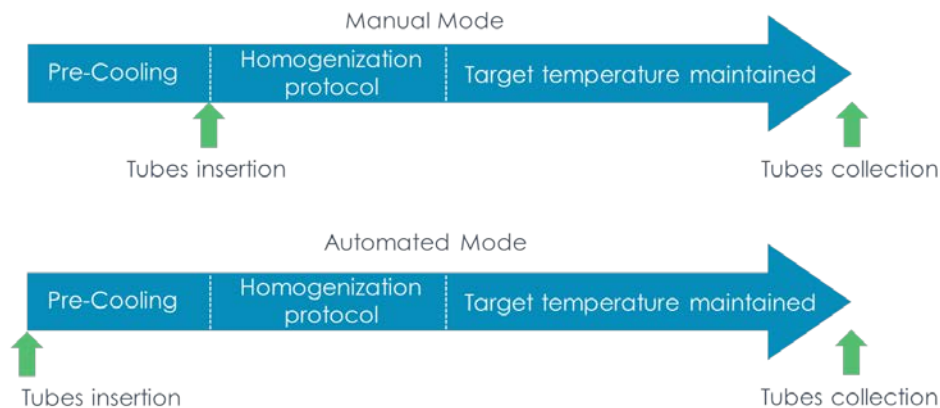 Manual Mode
Pre-Cooling
Homogenization
protocol
Target temperature maintained
Tubes insertion
Tubes collection
Automated Mode
Pre-Cooling
Homogenization
protocol
Target temperature maintained
Tubes insertion
Tubes collection